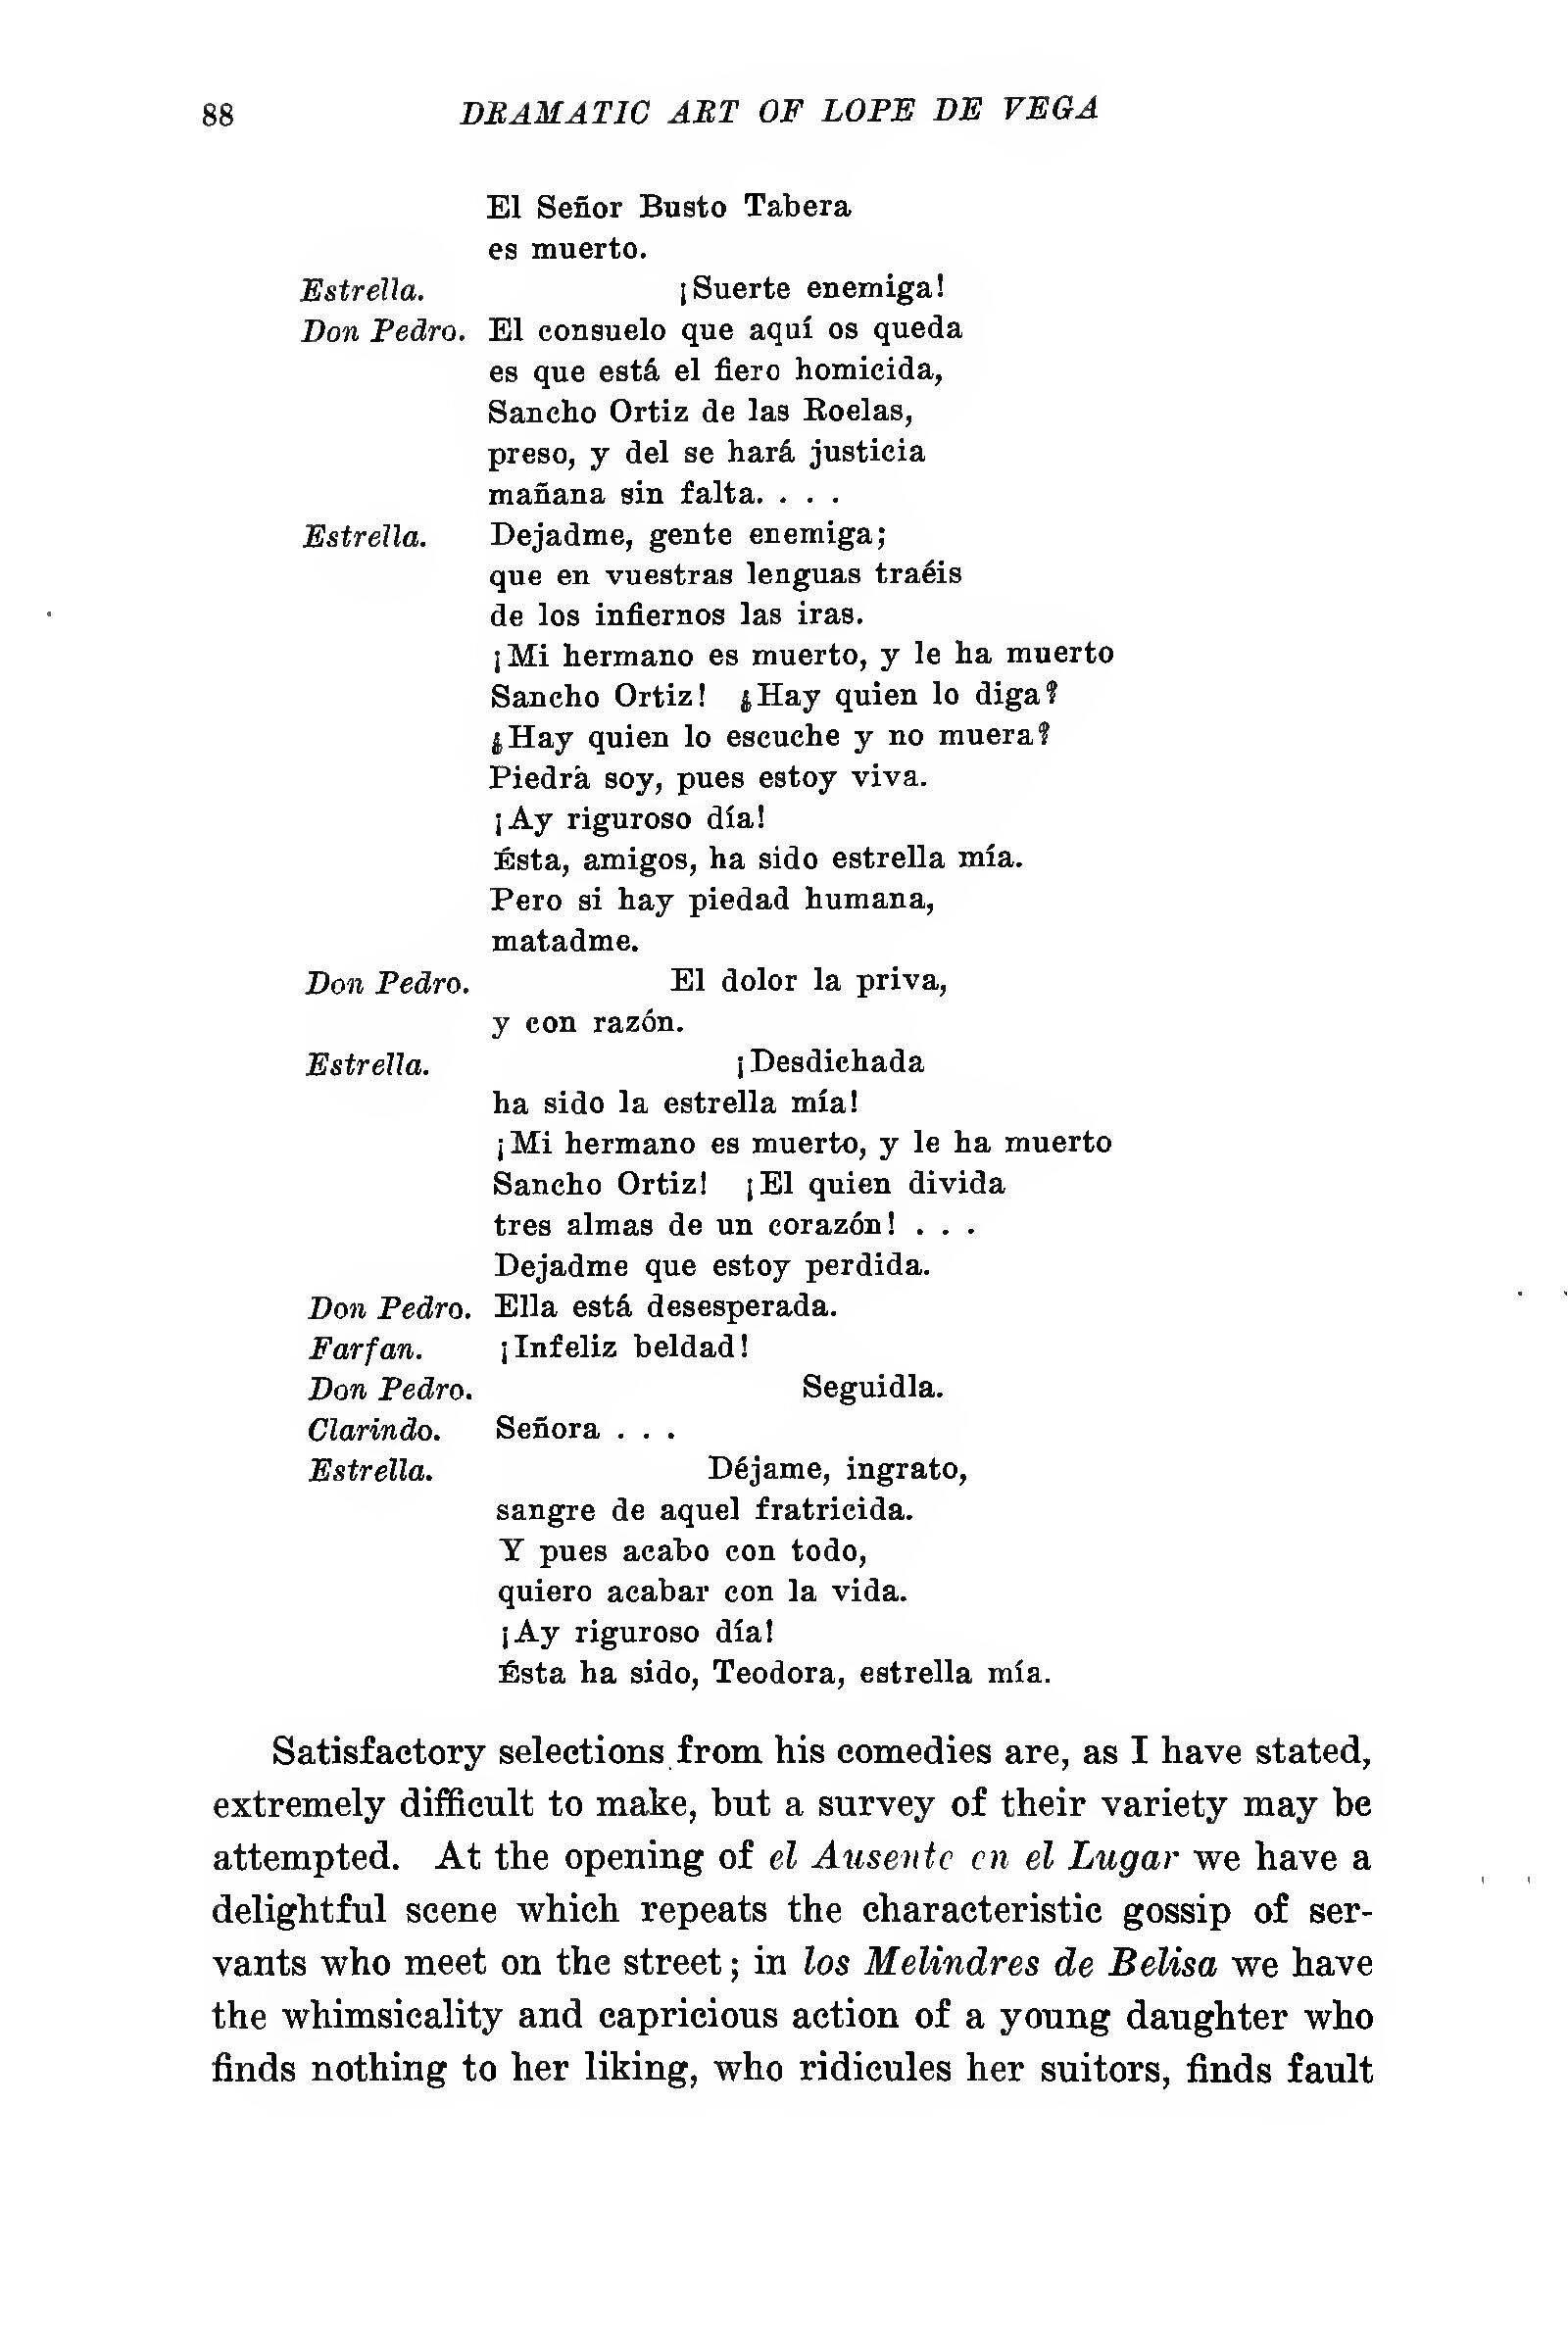 88 DRAMATIC ART OF LOPE DE VEGA
El Señor Busto Tabera
es muerto.
Estrella. ¡Suerte enemiga!
Don Pedro. El consuelo que aquí os queda
es que está el fiero homicida,
Sancho Ortiz de las Roelas,
preso, y del se hará justicia
mañana sin falta. . . .
Estrella. Dejadme, gente enemiga;
que en vuestras lenguas traéis
de los infiernos las iras.
¡Mi hermano es muerto, y le ha muerto
Sancho Ortiz! ¿Hay quien lo diga?
¿Hay quien lo escuche y no muera?
Piedra soy, pues estoy viva.
¡Ay riguroso día!
Ésta, amigos, ha sido estrella mía.
Pero si hay piedad humana,
matadme.
Don Pedro. El dolor la priva,
y con razón.
Estrella. ¡Desdichada
ha sido la estrella mía!
¡Mi hermano es muerto, y le ha muerto
Sancho Ortiz! ¡El quien divida
tres almas de un corazón! . . .
Dejadme que estoy perdida.
Don Pedro. Ella está desesperada.
Farfan. ¡Infeliz beldad!
Don Pedro. Seguidla.
Clarindo. Señora . . .
Estrella. Déjame, ingrato,
sangre de aquel fratricida.
Y pues acabo con todo,
quiero acabar con la vida.
¡Ay riguroso día!
Ésta ha sido, Teodora, estrella mía.
Satisfactory selections from his comedies are, as I have stated,
extremely difficult to make, but a survey of their variety may be
attempted. At the opening of el Ausente en el Lugar we have a
delightful scene which repeats the characteristic gossip of ser-
vants who meet on the street; in los Melindres de Belisa we have
the whimsicality and capricious action of a young daughter who
finds nothing to her liking, who ridicules her suitors, finds fault